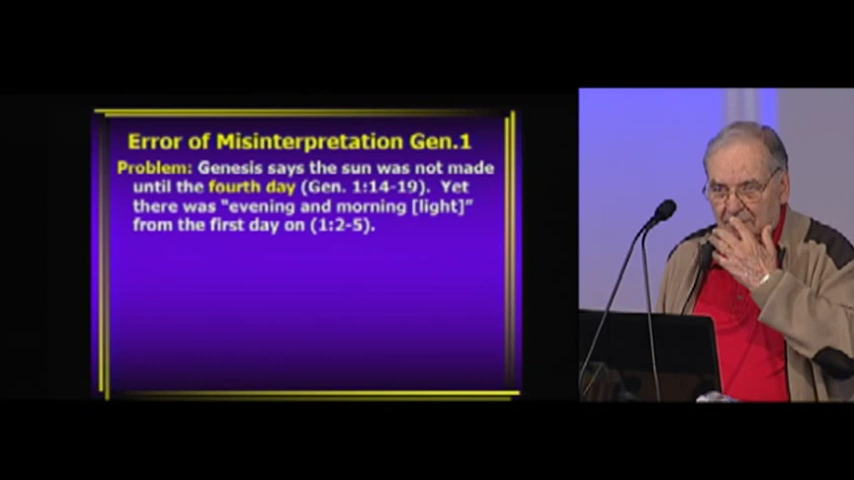 Error of Misinterpretation Gen.1
Problem: Genesis says the sun was not made
until the fourth day (Gen. 1:14-19). Yet
there was "evening and morning [light]"
from the first day on (1:2-5).